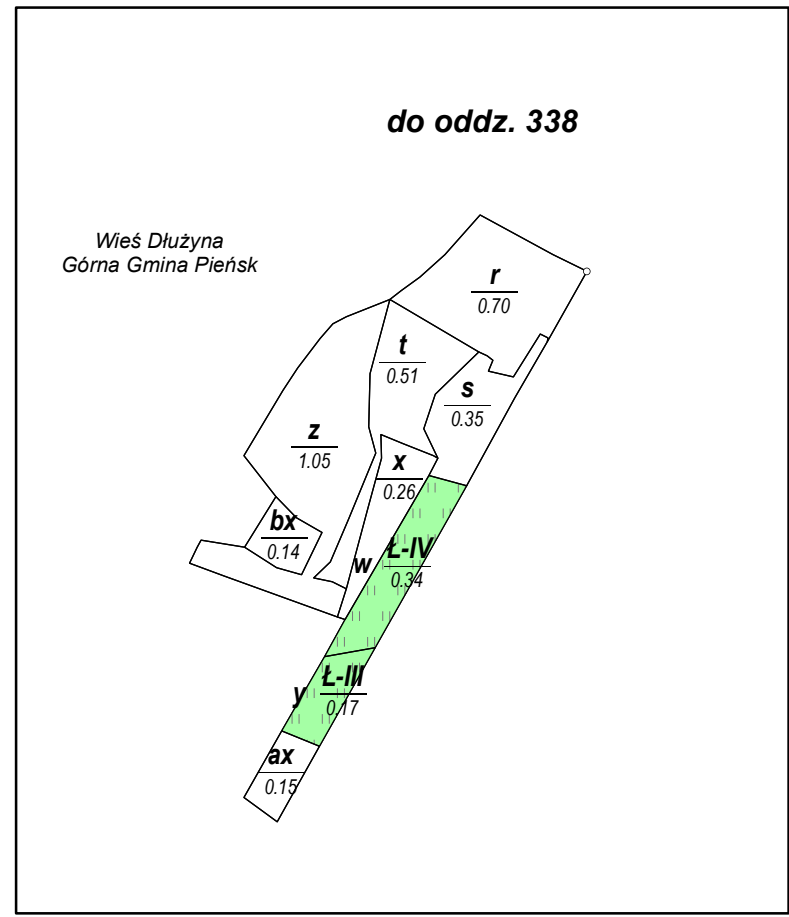 do oddz. 338
Wieś Dłużyna
Górna Gmina Pieńsk
r
0.70
t
0.51
s
0.35
z
1.05
x
0.26
bx
0.14
w Ł-IV
0.34
y Ł-III
0.17
ax
0.15